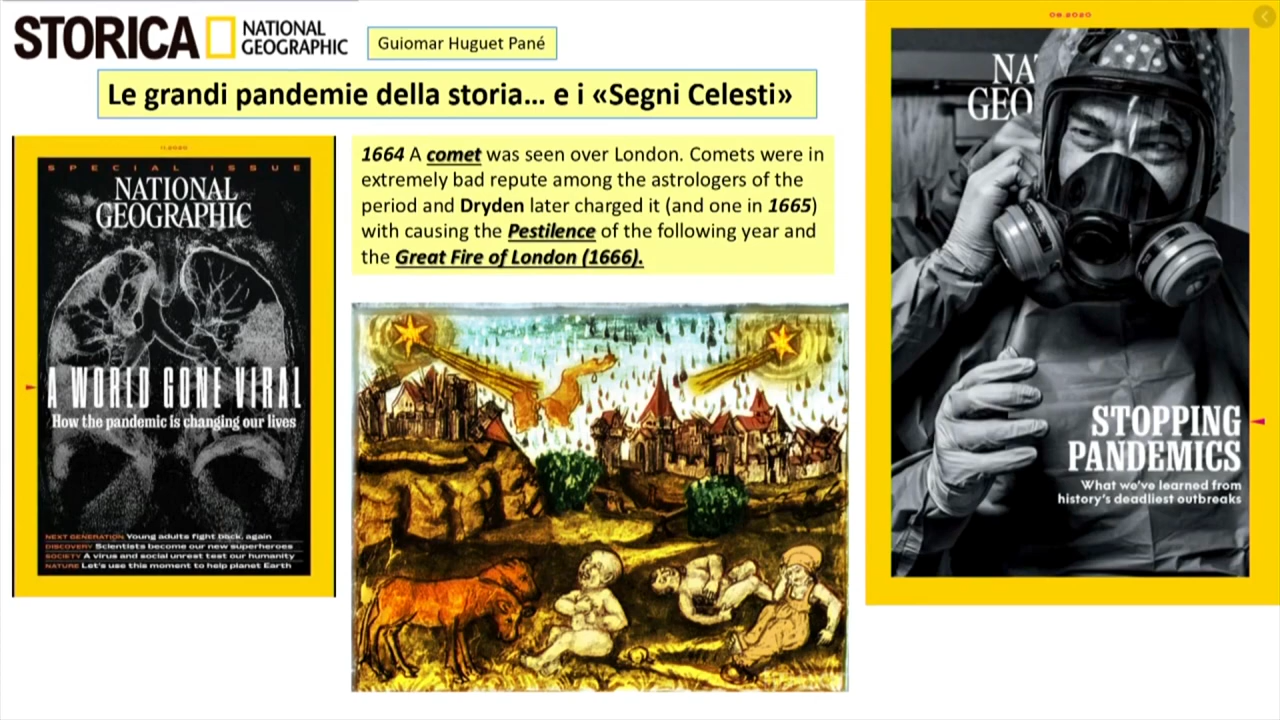 STORICA
NATIONAL
GEOGRAPHIC
Guiomar Huguet Pané
Le grandi pandemie della storia... e i «Segni Celesti»
11.2020
SPECIAL ISSUE
NATIONAL
GEOGRAPHIC
A WORLD GONE VIRAL
How the pandemic is changing our lives
NEXT GENERATION Young adults fight back, again
DISCOVERY Scientists become our new superheroes
SOCIETY A virus and social unrest test our humanity
NATURE Let's use this moment to help planet Earth
1664 A comet was seen over London. Comets were in
extremely bad repute among the astrologers of the
period and Dryden later charged it (and one in 1665)
with causing the Pestilence of the following year and
the Great Fire of London (1666).
08.2020
NAT
GEO
STOPPING
PANDEMICS
What we've learned from
history's deadliest outbreaks